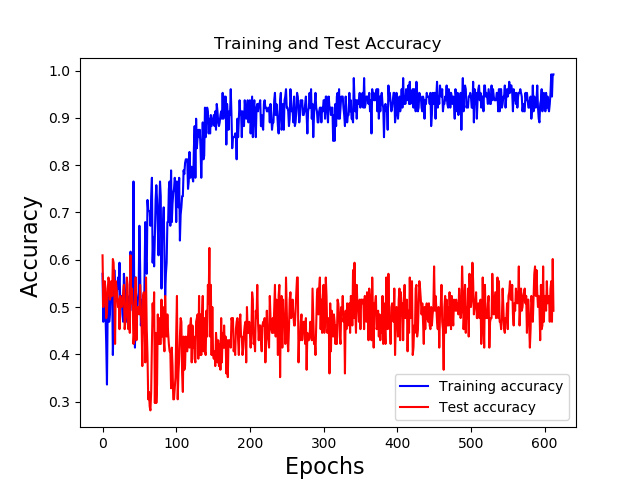 Training and Test Accuracy
1.0
0.9
0.8
0.7
0.6
0.5
0.4
0.3
Accuracy
0 100 200 300 400 500 600
Epochs
Training accuracy
Test accuracy